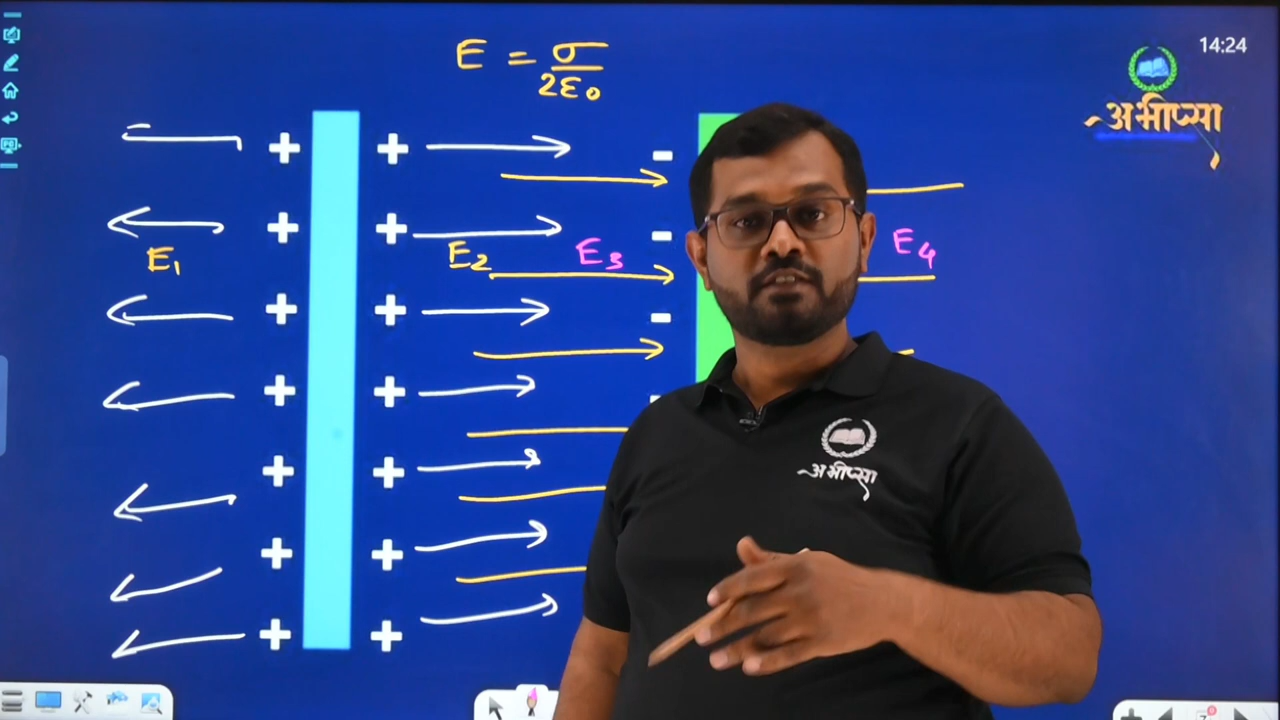 14:24
अभीप्सा
E = σ/2ε₀
E₁
E₂
E₃
E₄
अभीप्सा
+ + -
+ + -
+ + -
+ + -
+ +
+ +
+ +